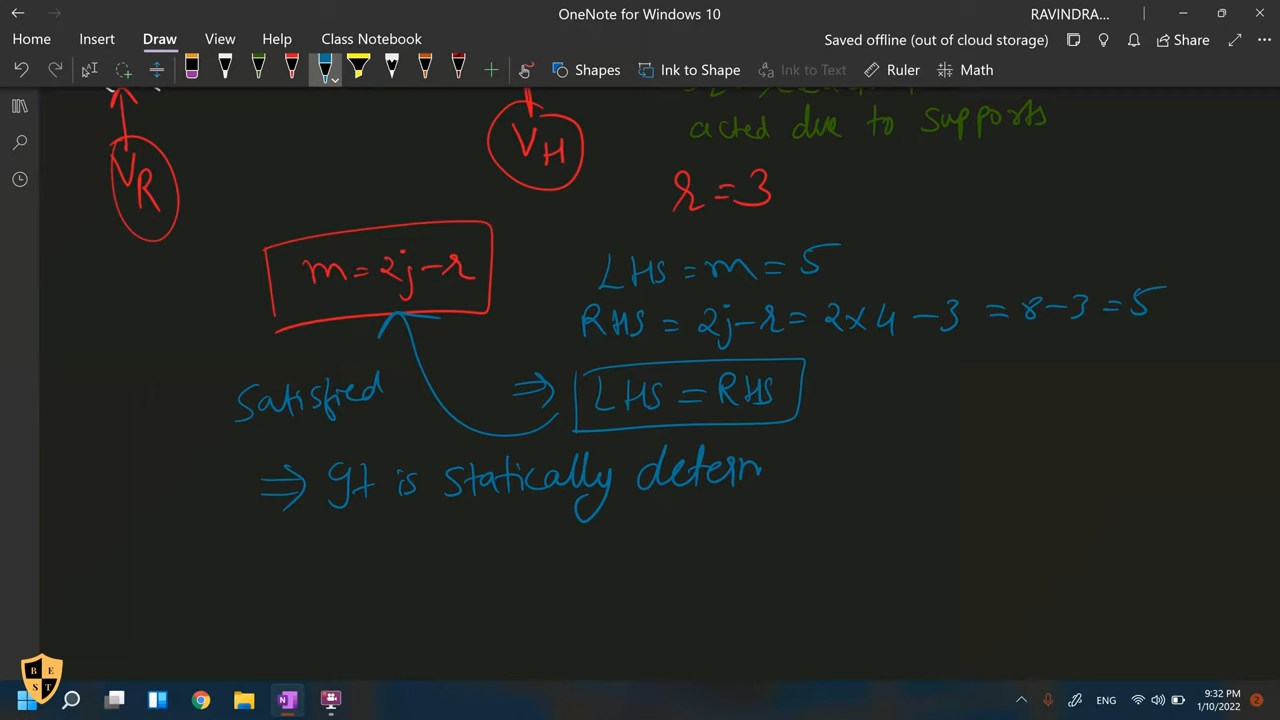 OneNote for Windows 10
RAVINDRA...
Home Insert Draw View Help Class Notebook
Saved offline (out of cloud storage) Share
Shapes Ink to Shape Ink to Text Ruler Math
acted due to supports
VR
VH
r = 3
m = 2j - r
LHS = m = 5
RHS = 2j - r = 2 × 4 - 3 = 8 - 3 = 5
Satisfied ⇒ LHS = RHS
⇒ It is statically determ
B E
S T
ENG
9:32 PM
1/10/2022
2